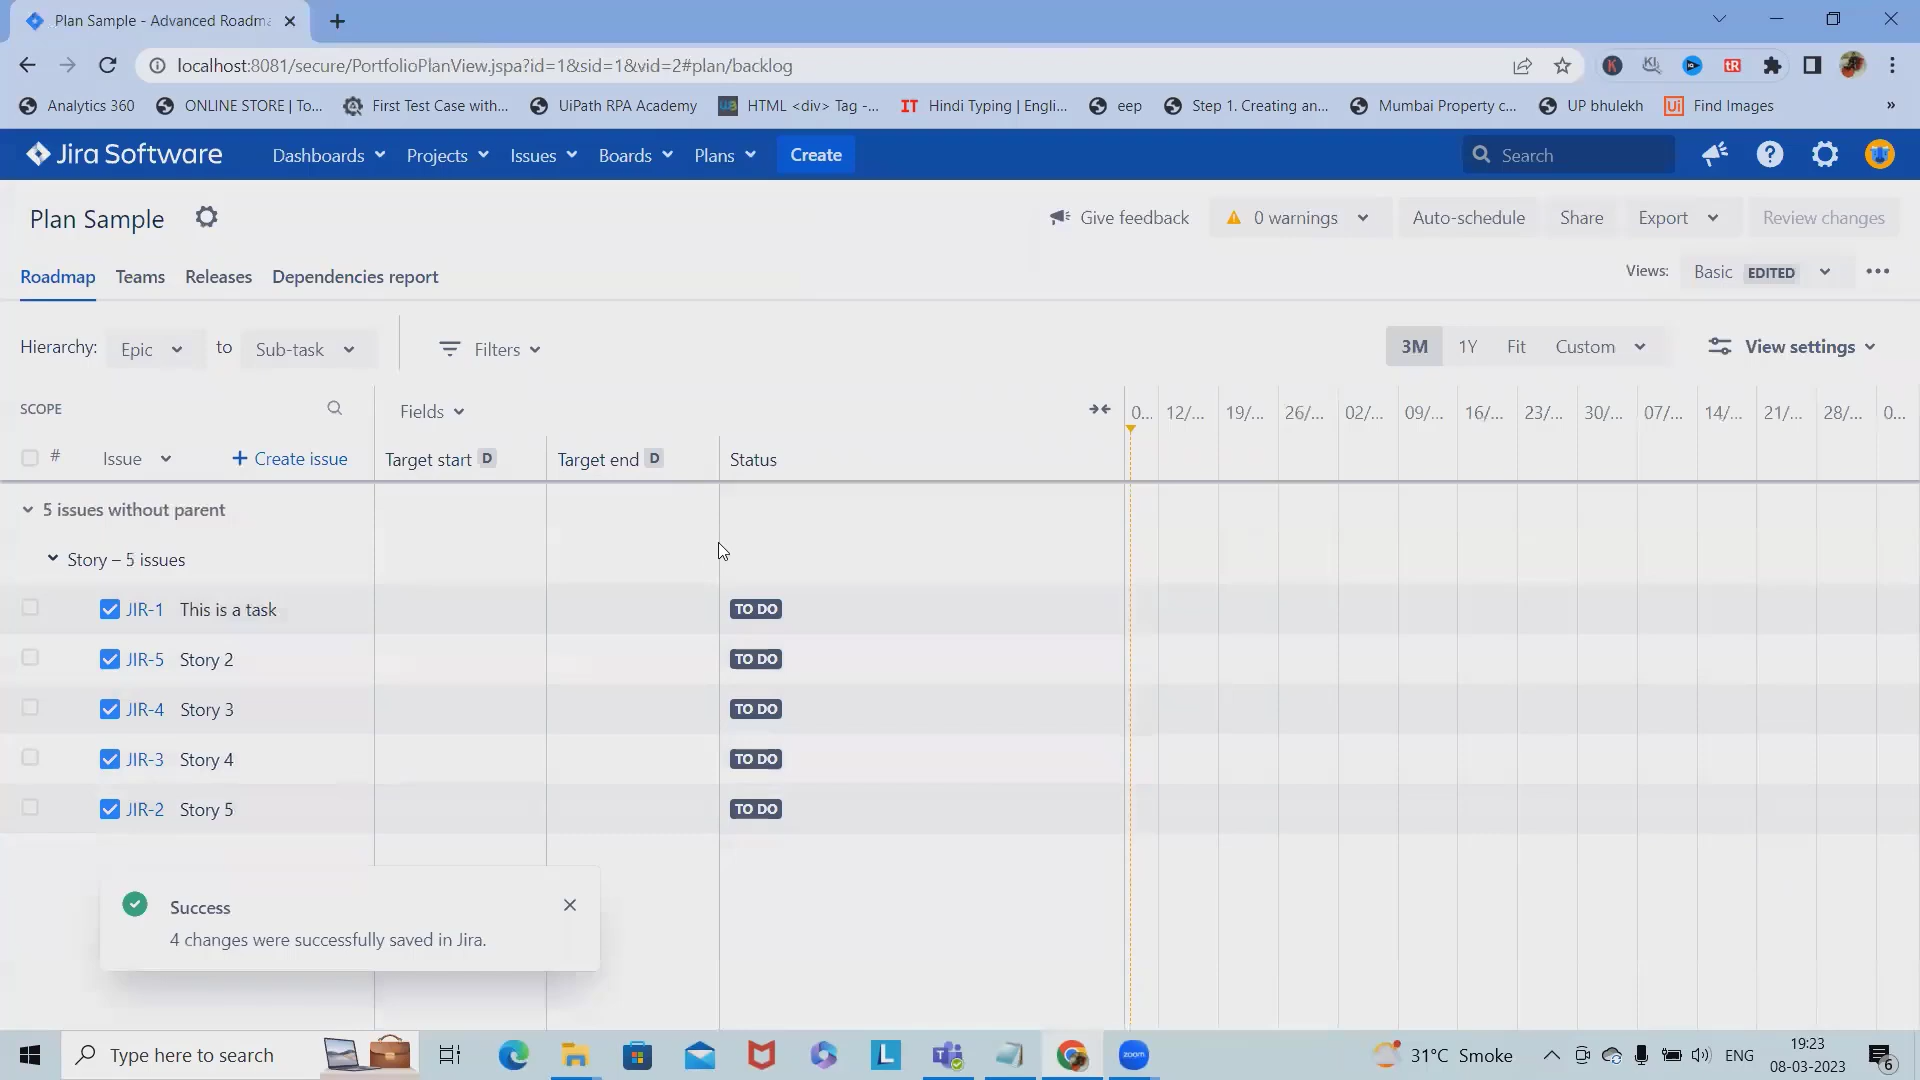 Plan Sample - Advanced Roadma
localhost:8081/secure/PortfolioPlanView.jspa?id=1&sid=1&vid=2#plan/backlog
Analytics 360
ONLINE STORE | To...
First Test Case with...
UiPath RPA Academy
HTML <div> Tag -...
Hindi Typing | Engli...
eep
Step 1. Creating an...
Mumbai Property c...
UP bhulekh
Find Images
»
Jira Software
Dashboards
Projects
Issues
Boards
Plans
Create
Search
Plan Sample
Give feedback
0 warnings
Auto-schedule
Share
Export
Review changes
Roadmap
Teams
Releases
Dependencies report
Views:
Basic EDITED
Hierarchy:
Epic
to
Sub-task
Filters
3M
1Y
Fit
Custom
View settings
SCOPE
Fields
0...
12/...
19/...
26/...
02/...
09/...
16/...
23/...
30/...
07/...
14/...
21/...
28/...
0...
#
Issue
+ Create issue
Target start D
Target end D
Status
5 issues without parent
Story – 5 issues
JIR-1 This is a task TO DO
JIR-5 Story 2 TO DO
JIR-4 Story 3 TO DO
JIR-3 Story 4 TO DO
JIR-2 Story 5 TO DO
Success
4 changes were successfully saved in Jira.
Type here to search
zoom
31°C Smoke
ENG
19:23
08-03-2023
6